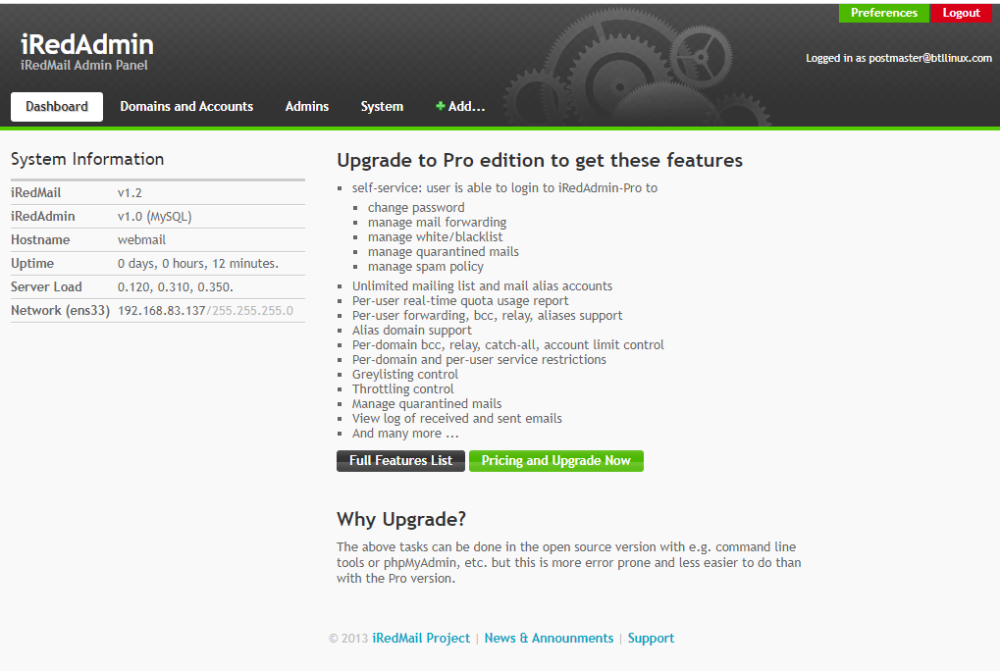 Preferences Logout
iRedAdmin
iRedMail Admin Panel
Logged in as postmaster@btllinux.com
Dashboard Domains and Accounts Admins System Add...
System Information
iRedMail v1.2
iRedAdmin v1.0 (MySQL)
Hostname webmail
Uptime 0 days, 0 hours, 12 minutes.
Server Load 0.120, 0.310, 0.350.
Network (ens33) 192.168.83.137/255.255.255.0
Upgrade to Pro edition to get these features
self-service: user is able to login to iRedAdmin-Pro to
change password
manage mail forwarding
manage white/blacklist
manage quarantined mails
manage spam policy
Unlimited mailing list and mail alias accounts
Per-user real-time quota usage report
Per-user forwarding, bcc, relay, aliases support
Alias domain support
Per-domain bcc, relay, catch-all, account limit control
Per-domain and per-user service restrictions
Greylisting control
Throttling control
Manage quarantined mails
View log of received and sent emails
And many more ...
Full Features List Pricing and Upgrade Now
Why Upgrade?
The above tasks can be done in the open source version with e.g. command line
tools or phpMyAdmin, etc. but this is more error prone and less easier to do than
with the Pro version.
© 2013 iRedMail Project | News & Announments | Support